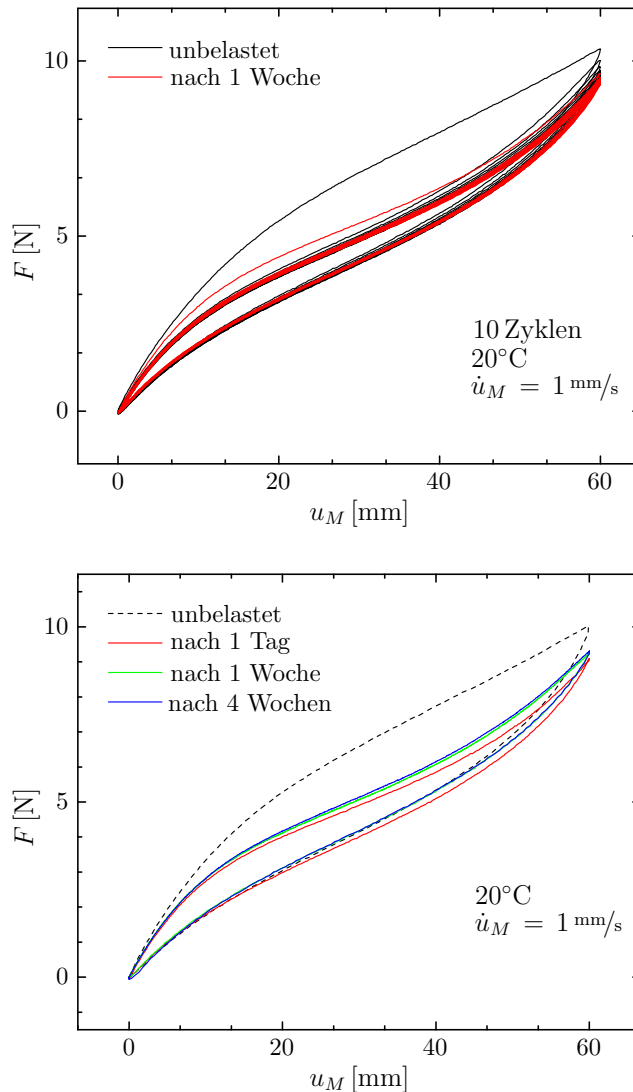 unbelastet
nach 1 Woche
10 Zyklen
20°C
u̇_M = 1 mm/s
F [N]
10
5
0
0 20 40 60
u_M [mm]
unbelastet
nach 1 Tag
nach 1 Woche
nach 4 Wochen
20°C
u̇_M = 1 mm/s
F [N]
10
5
0
0 20 40 60
u_M [mm]